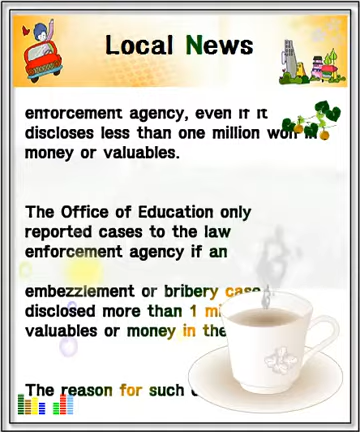 Local News
enforcement agency, even if it
discloses less than one million won in
money or valuables.
The Office of Education only
reported cases to the law
enforcement agency if an
embezzlement or bribery case
disclosed more than 1
valuables or money in the
The reason for such